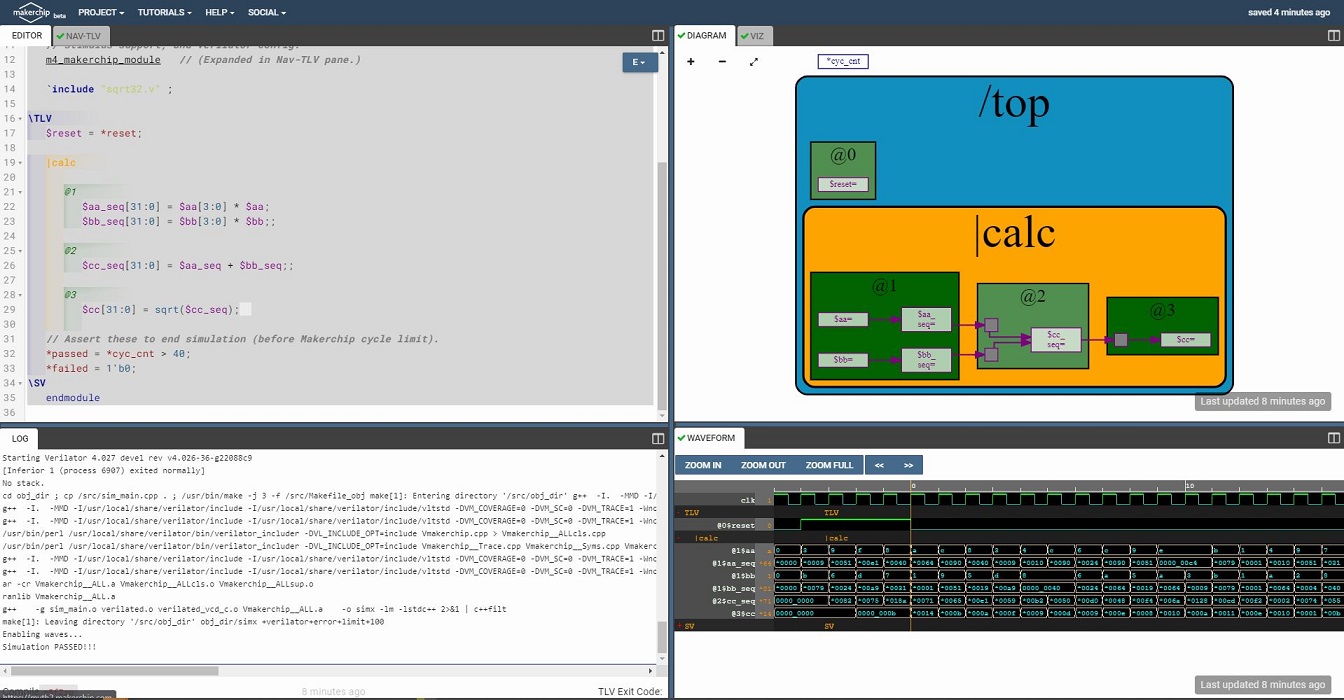 makerchip beta PROJECT TUTORIALS HELP SOCIAL saved 4 minutes ago
EDITOR NAV-TLV
12 m4_makerchip_module // (Expanded in Nav-TLV pane.)
E
13
14 `include "sqrt32.v" ;
15
16 \TLV
17 $reset = *reset;
18
19 |calc
20
21 @1
22 $aa_seq[31:0] = $aa[3:0] * $aa;
23 $bb_seq[31:0] = $bb[3:0] * $bb;;
24
25 @2
26 $cc_seq[31:0] = $aa_seq + $bb_seq;;
27
28 @3
29 $cc[31:0] = sqrt($cc_seq);
30
31 // Assert these to end simulation (before Makerchip cycle limit).
32 *passed = *cyc_cnt > 40;
33 *failed = 1'b0;
34 \SV
35 endmodule
36
DIAGRAM VIZ
*cyc_cnt
/top
@0
$reset=
|calc
@1
$aa=
$aa_
seq=
$bb=
$bb_
seq=
@2
$cc_
seq=
@3
$cc=
Last updated 8 minutes ago
LOG
Starting Verilator 4.027 devel rev v4.026-36-g22088c9
[Inferior 1 (process 6907) exited normally]
No stack.
cd obj_dir ; cp /src/sim_main.cpp . ; /usr/bin/make -j 3 -f /src/Makefile_obj make[1]: Entering directory '/src/obj_dir' g++ -I. -MMD -I/
g++ -I. -MMD -I/usr/local/share/verilator/include -I/usr/local/share/verilator/include/vltstd -DVM_COVERAGE=0 -DVM_SC=0 -DVM_TRACE=1 -Wno
g++ -I. -MMD -I/usr/local/share/verilator/include -I/usr/local/share/verilator/include/vltstd -DVM_COVERAGE=0 -DVM_SC=0 -DVM_TRACE=1 -Wno
/usr/bin/perl /usr/local/share/verilator/bin/verilator_includer -DVL_INCLUDE_OPT=include Vmakerchip.cpp > Vmakerchip__ALLcls.cpp
/usr/bin/perl /usr/local/share/verilator/bin/verilator_includer -DVL_INCLUDE_OPT=include Vmakerchip__Trace.cpp Vmakerchip__Syms.cpp Vmakerc
g++ -I. -MMD -I/usr/local/share/verilator/include -I/usr/local/share/verilator/include/vltstd -DVM_COVERAGE=0 -DVM_SC=0 -DVM_TRACE=1 -Wno
g++ -I. -MMD -I/usr/local/share/verilator/include -I/usr/local/share/verilator/include/vltstd -DVM_COVERAGE=0 -DVM_SC=0 -DVM_TRACE=1 -Wno
ar -cr Vmakerchip__ALL.a Vmakerchip__ALLcls.o Vmakerchip__ALLsup.o
ranlib Vmakerchip__ALL.a
g++ -g sim_main.o verilated.o verilated_vcd_c.o Vmakerchip__ALL.a -o simx -lm -lstdc++ 2>&1 | c++filt
make[1]: Leaving directory '/src/obj_dir' obj_dir/simx +verilator+error+limit+100
Enabling waves...
Simulation PASSED!!!
8 minutes ago TLV Exit Code:
WAVEFORM
ZOOM IN ZOOM OUT ZOOM FULL << >>
0 10
clk
TLV TLV
@0$reset
|calc |calc
@1$aa
@1$aa_seq
@1$bb
@1$bb_seq
@2$cc_seq
@3$cc
SV SV
Last updated 8 minutes ago